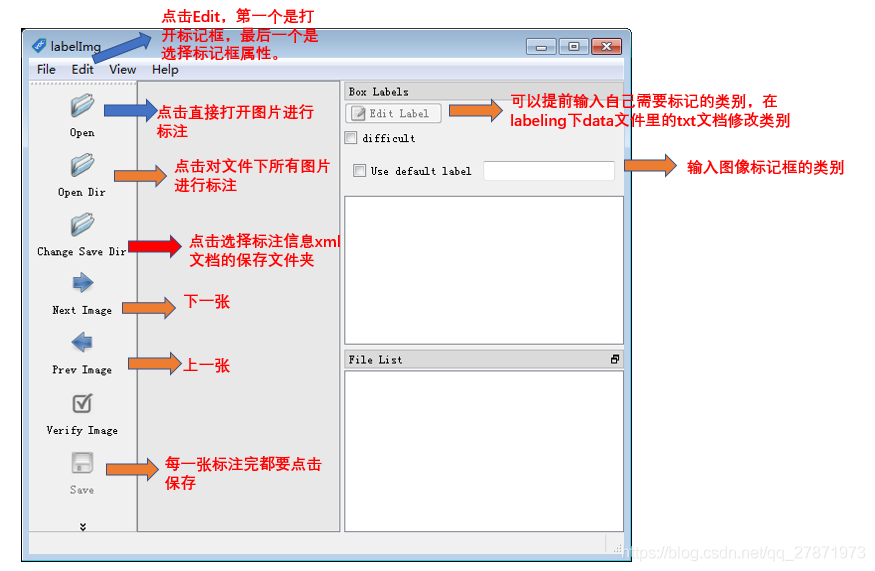 点击Edit，第一个是打
开标记框，最后一个是
选择标记框属性。
labelImg
File Edit View Help
Open
点击直接打开图片进行
标注
Open Dir
点击对文件下所有图片
进行标注
Change Save Dir
点击选择标注信息xml
文档的保存文件夹
Next Image
下一张
Prev Image
上一张
Verify Image
Save
每一张标注完都要点击
保存
Box Labels
Edit Label
可以提前输入自己需要标记的类别，在
labeling下data文件里的txt文档修改类别
difficult
Use default label
输入图像标记框的类别
File List
https://blog.csdn.net/qq_27871973